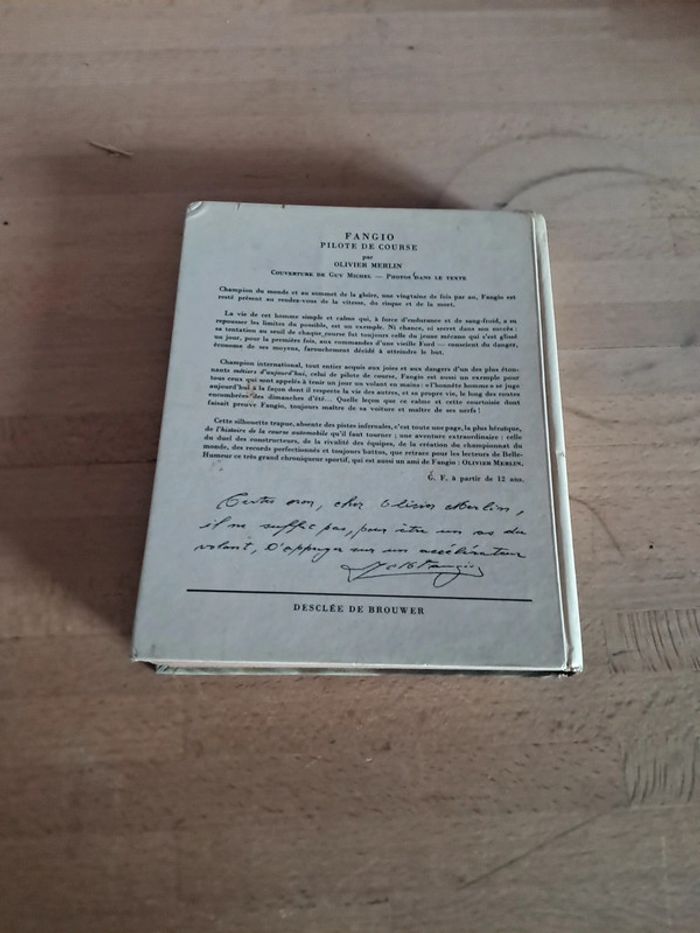 FANGIO
PILOTE DE COURSE
par
OLIVIER MERLIN
COUVERTURE DE GUY MICHEL — PHOTOS DANS LE TEXTE
Champion du monde et au sommet de la gloire, une vingtaine de fois par an, Fangio est
resté présent au rendez-vous de la vitesse, du risque et de la mort.
La vie de cet homme simple et calme qui, à force d'endurance et de sang-froid, a su
repousser les limites du possible, est un exemple. Ni chance, ni secret dans son succès :
sa tentation au seuil de chaque course fut toujours celle du jeune mécano qui s'est glissé
un jour, pour la première fois, aux commandes d'une vieille Ford — conscient du danger,
économe de ses moyens, farouchement décidé à atteindre le but.
Champion international, tout entier acquis aux joies et aux dangers d'un des plus éton-
nants métiers d'aujourd'hui, celui de pilote de course, Fangio est aussi un exemple pour
tous ceux qui sont appelés à tenir un jour un volant en mains : « l'honnête homme » se juge
aujourd'hui à la façon dont il respecte la vie des autres, et sa propre vie, le long des routes
encombrées des dimanches d'été... Quelle leçon que ce calme et cette courtoisie dont
faisait preuve Fangio, toujours maître de sa voiture et maître de ses nerfs !
Cette silhouette trapue, absente des pistes infernales, c'est toute une page, la plus héroïque,
de l'histoire de la course automobile qu'il faut tourner ; une aventure extraordinaire : celle
du duel des constructeurs, de la rivalité des équipes, de la création du championnat du
monde, des records perfectionnés et toujours battus, que retrace pour les lecteurs de Belle-
Humeur ce très grand chroniqueur sportif, qui est aussi un ami de Fangio : OLIVIER MERLIN.
G. F. à partir de 12 ans.
Certes non, cher Olivier Merlin,
il ne suffit pas, pour être un as du
volant, D'appuyer sur un accélérateur
JMFangio
DESCLÉE DE BROUWER